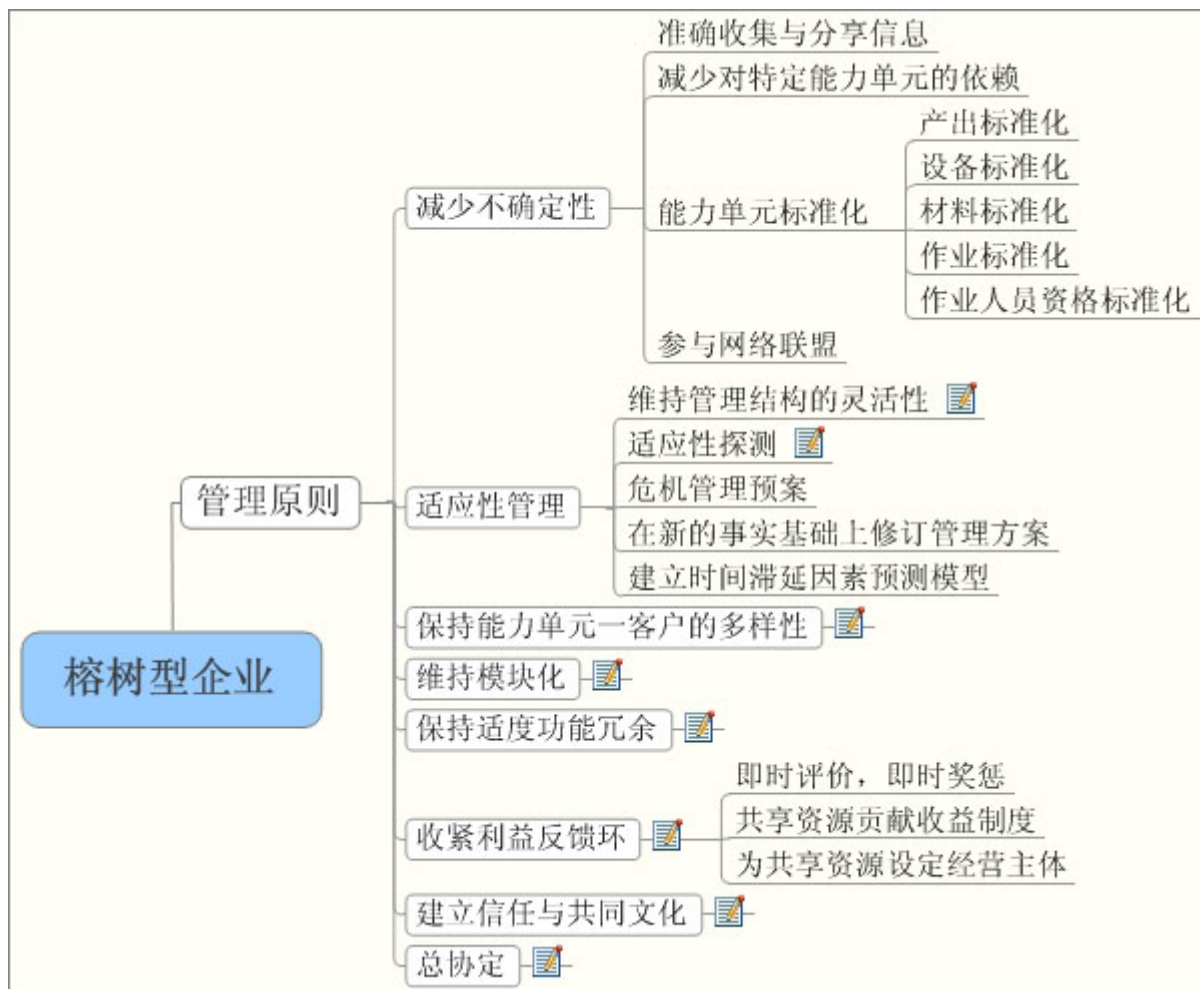 榕树型企业
管理原则
减少不确定性
准确收集与分享信息
减少对特定能力单元的依赖
能力单元标准化
产出标准化
设备标准化
材料标准化
作业标准化
作业人员资格标准化
参与网络联盟
适应性管理
维持管理结构的灵活性
适应性探测
危机管理预案
在新的事实基础上修订管理方案
建立时间滞延因素预测模型
保持能力单元一客户的多样性
维持模块化
保持适度功能冗余
收紧利益反馈环
即时评价，即时奖惩
共享资源贡献收益制度
为共享资源设定经营主体
建立信任与共同文化
总协定